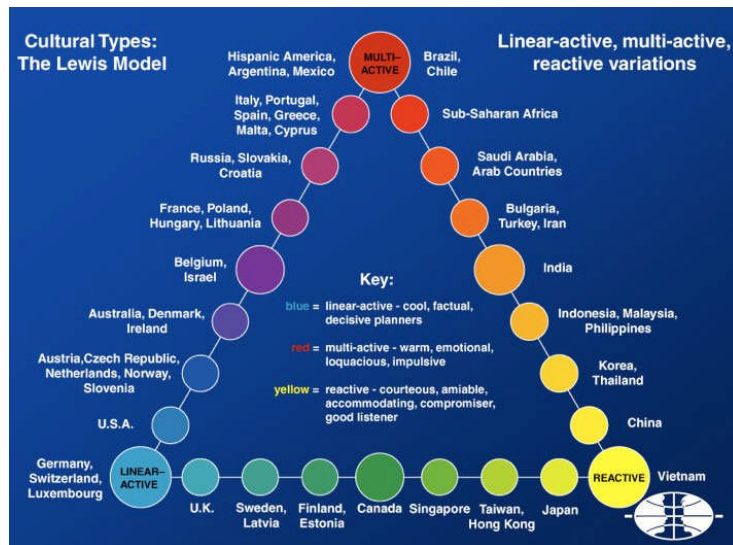 Cultural Types:
The Lewis Model
Linear-active, multi-active,
reactive variations
Hispanic America,
Argentina, Mexico
MULTI–
ACTIVE
Brazil,
Chile
Italy, Portugal,
Spain, Greece,
Malta, Cyprus
Sub-Saharan Africa
Russia, Slovakia,
Croatia
Saudi Arabia,
Arab Countries
France, Poland,
Hungary, Lithuania
Bulgaria,
Turkey, Iran
Belgium,
Israel
India
Key:
blue = linear-active - cool, factual,
decisive planners
red = multi-active - warm, emotional,
loquacious, impulsive
yellow = reactive - courteous, amiable,
accommodating, compromiser,
good listener
Australia, Denmark,
Ireland
Indonesia, Malaysia,
Philippines
Austria,Czech Republic,
Netherlands, Norway,
Slovenia
Korea,
Thailand
U.S.A.
China
Germany,
Switzerland,
Luxembourg
LINEAR–
ACTIVE
REACTIVE
Vietnam
U.K.
Sweden,
Latvia
Finland,
Estonia
Canada
Singapore
Taiwan,
Hong Kong
Japan